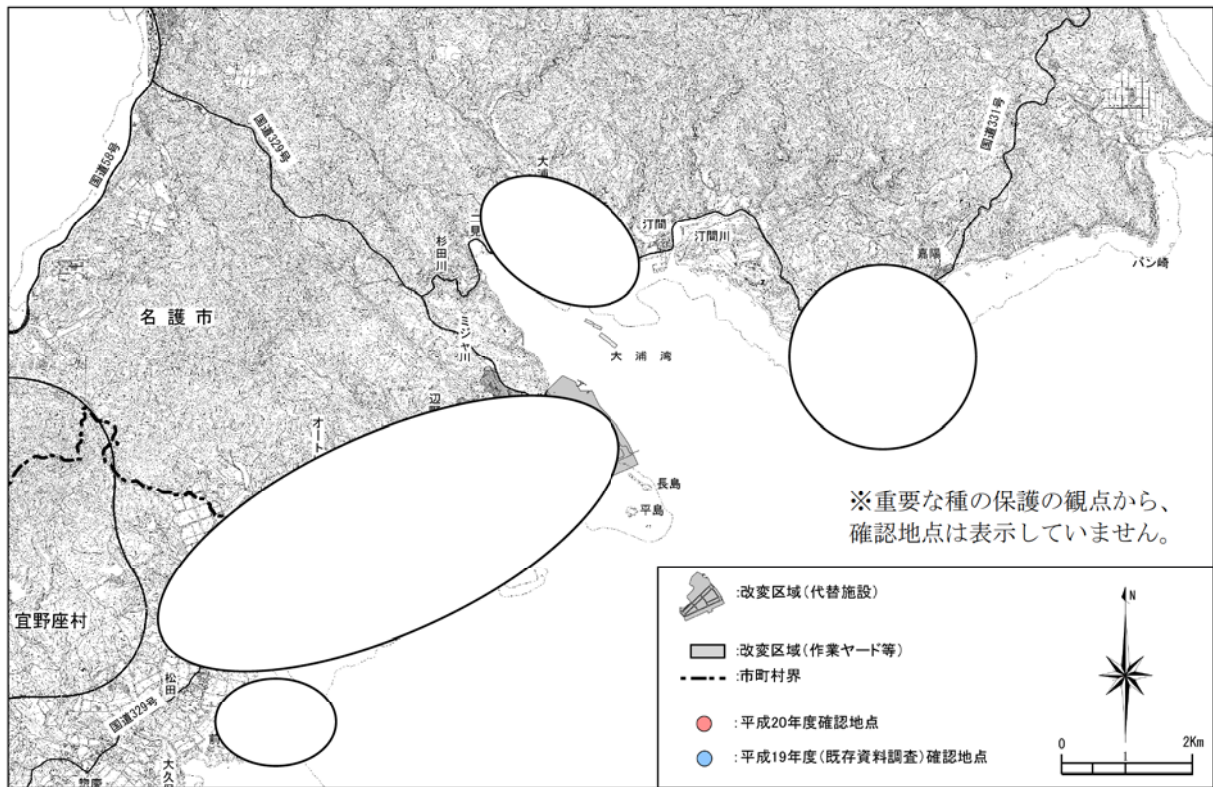 国道58号
国道329号
国道331号
大浦
二見
杉田川
汀間
汀間川
嘉陽
バン崎
名護市
ミジャ川
大浦湾
オート
長島
平島
※重要な種の保護の観点から、
確認地点は表示していません。
宜野座村
松田
国道329号
惣慶
:改変区域(代替施設)
:改変区域(作業ヤード等)
:市町村界
:平成20年度確認地点
:平成19年度(既存資料調査)確認地点
N
0 1 2Km